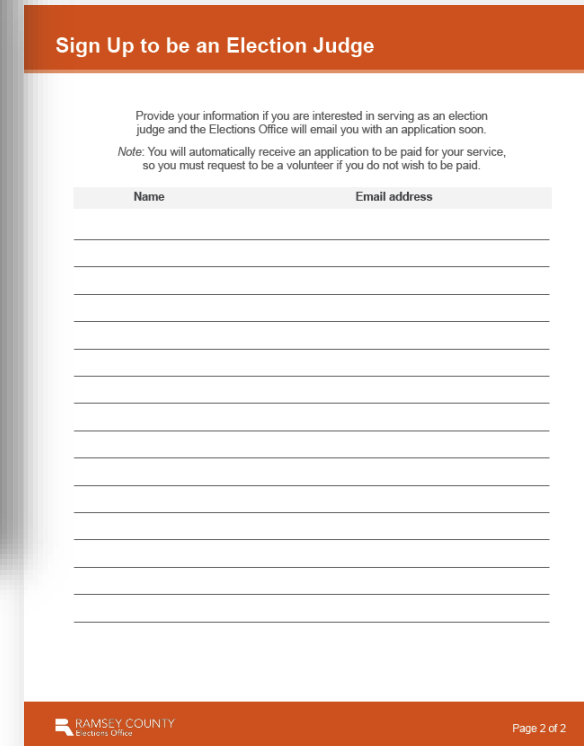 Sign Up to be an Election Judge
Provide your information if you are interested in serving as an election
judge and the Elections Office will email you with an application soon.
Note: You will automatically receive an application to be paid for your service,
so you must request to be a volunteer if you do not wish to be paid.
Name Email address
RAMSEY COUNTY
Elections Office
Page 2 of 2